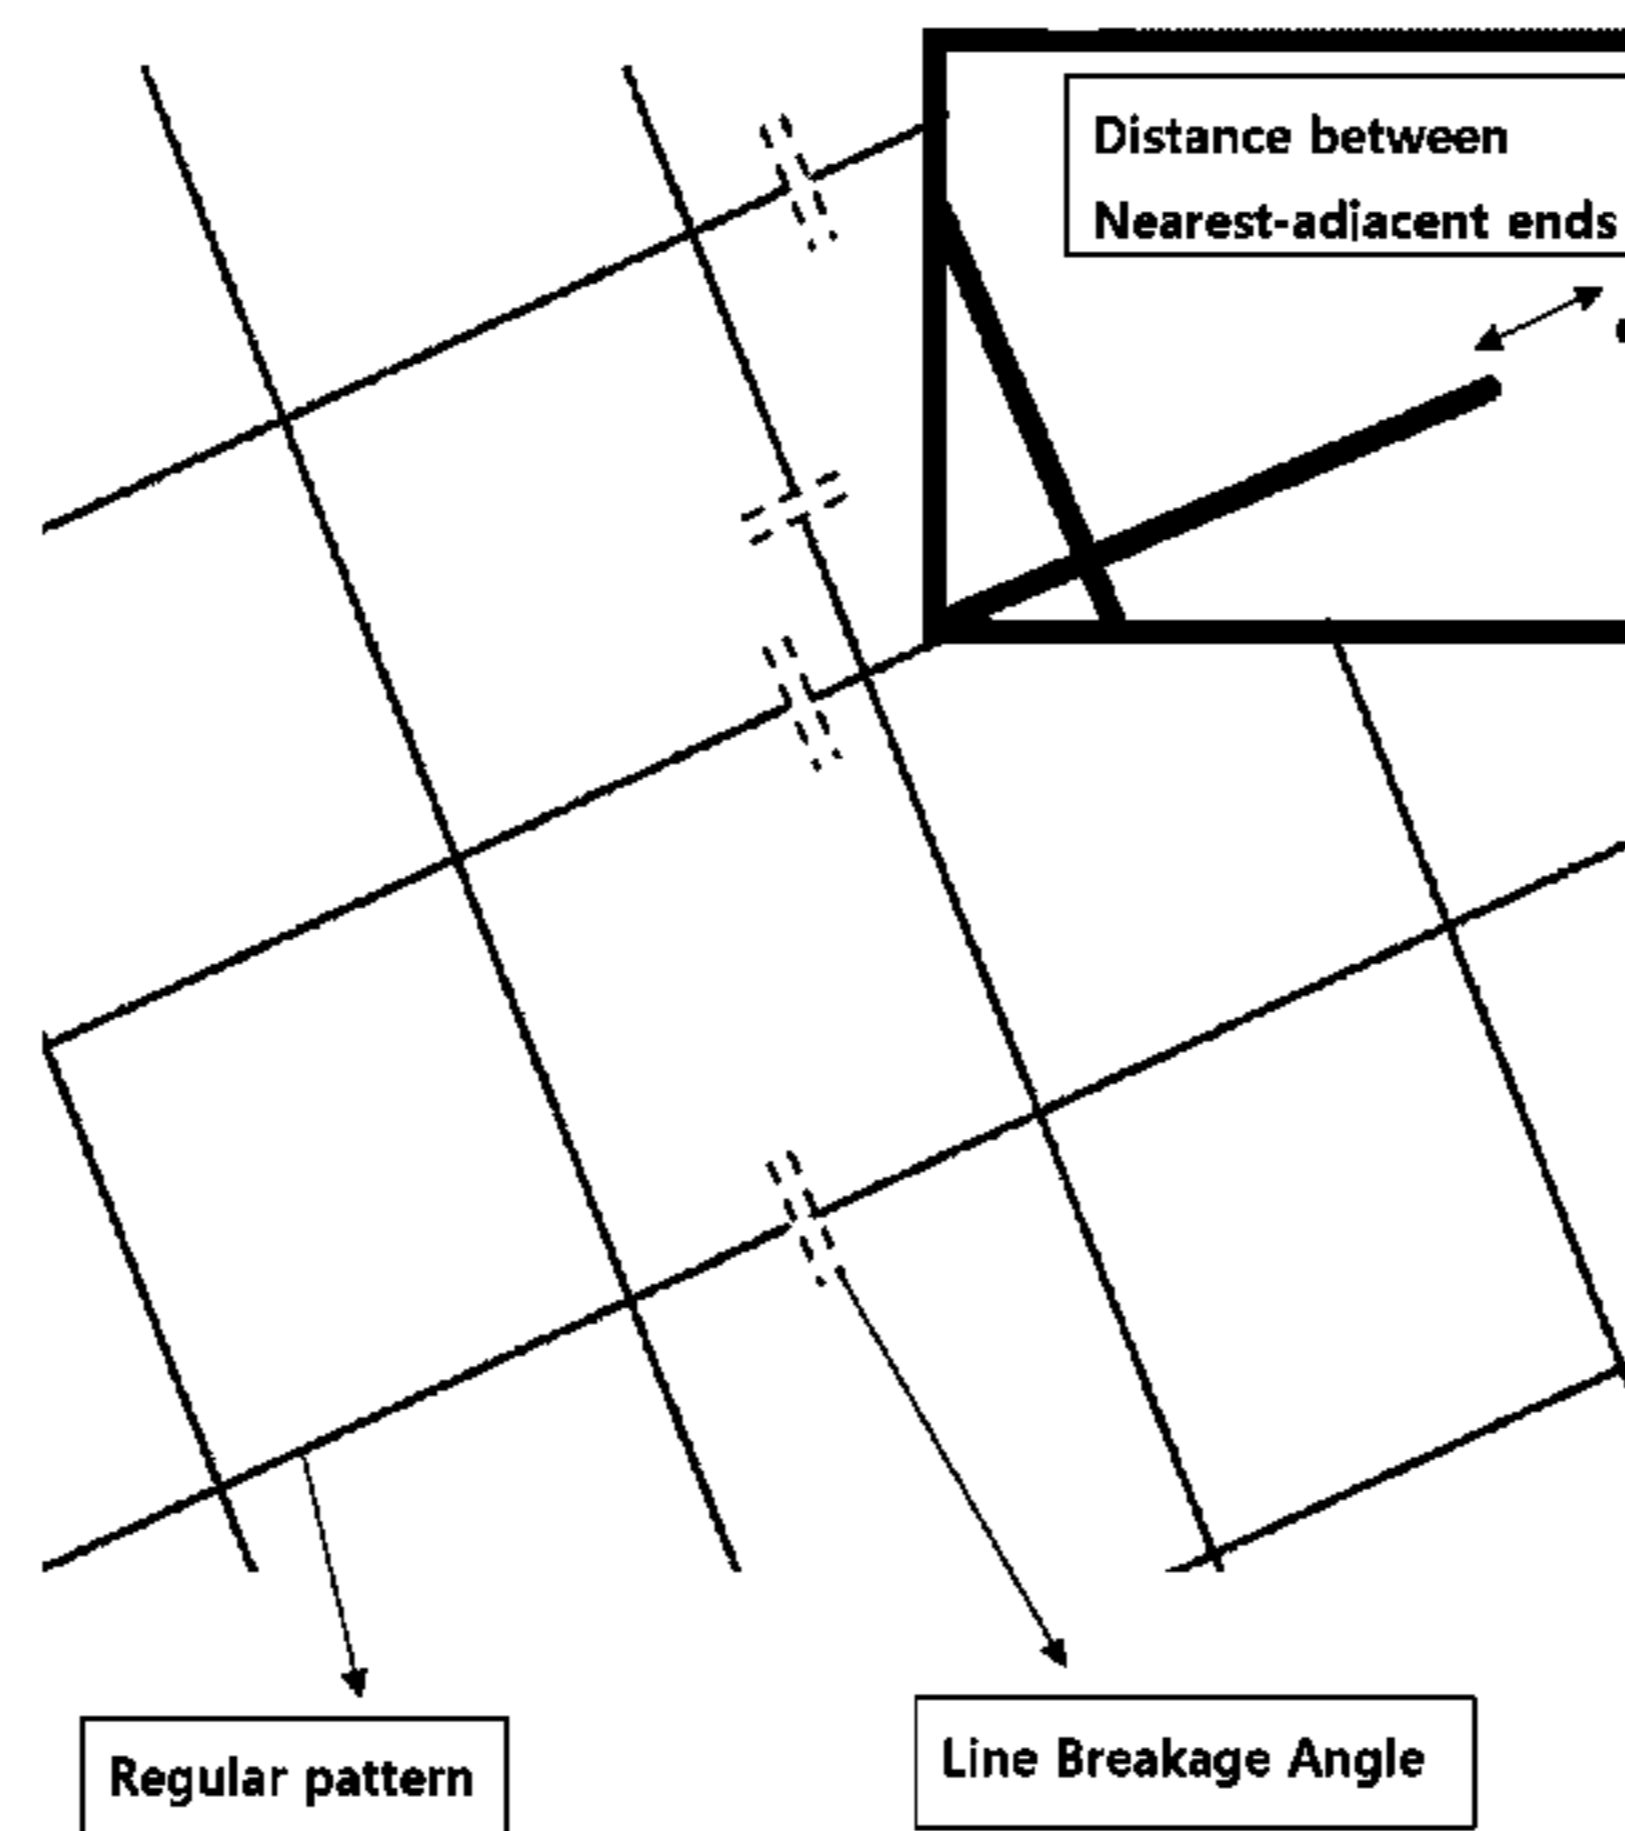 Distance between
Nearest-adjacent ends
Regular pattern
Line Breakage Angle